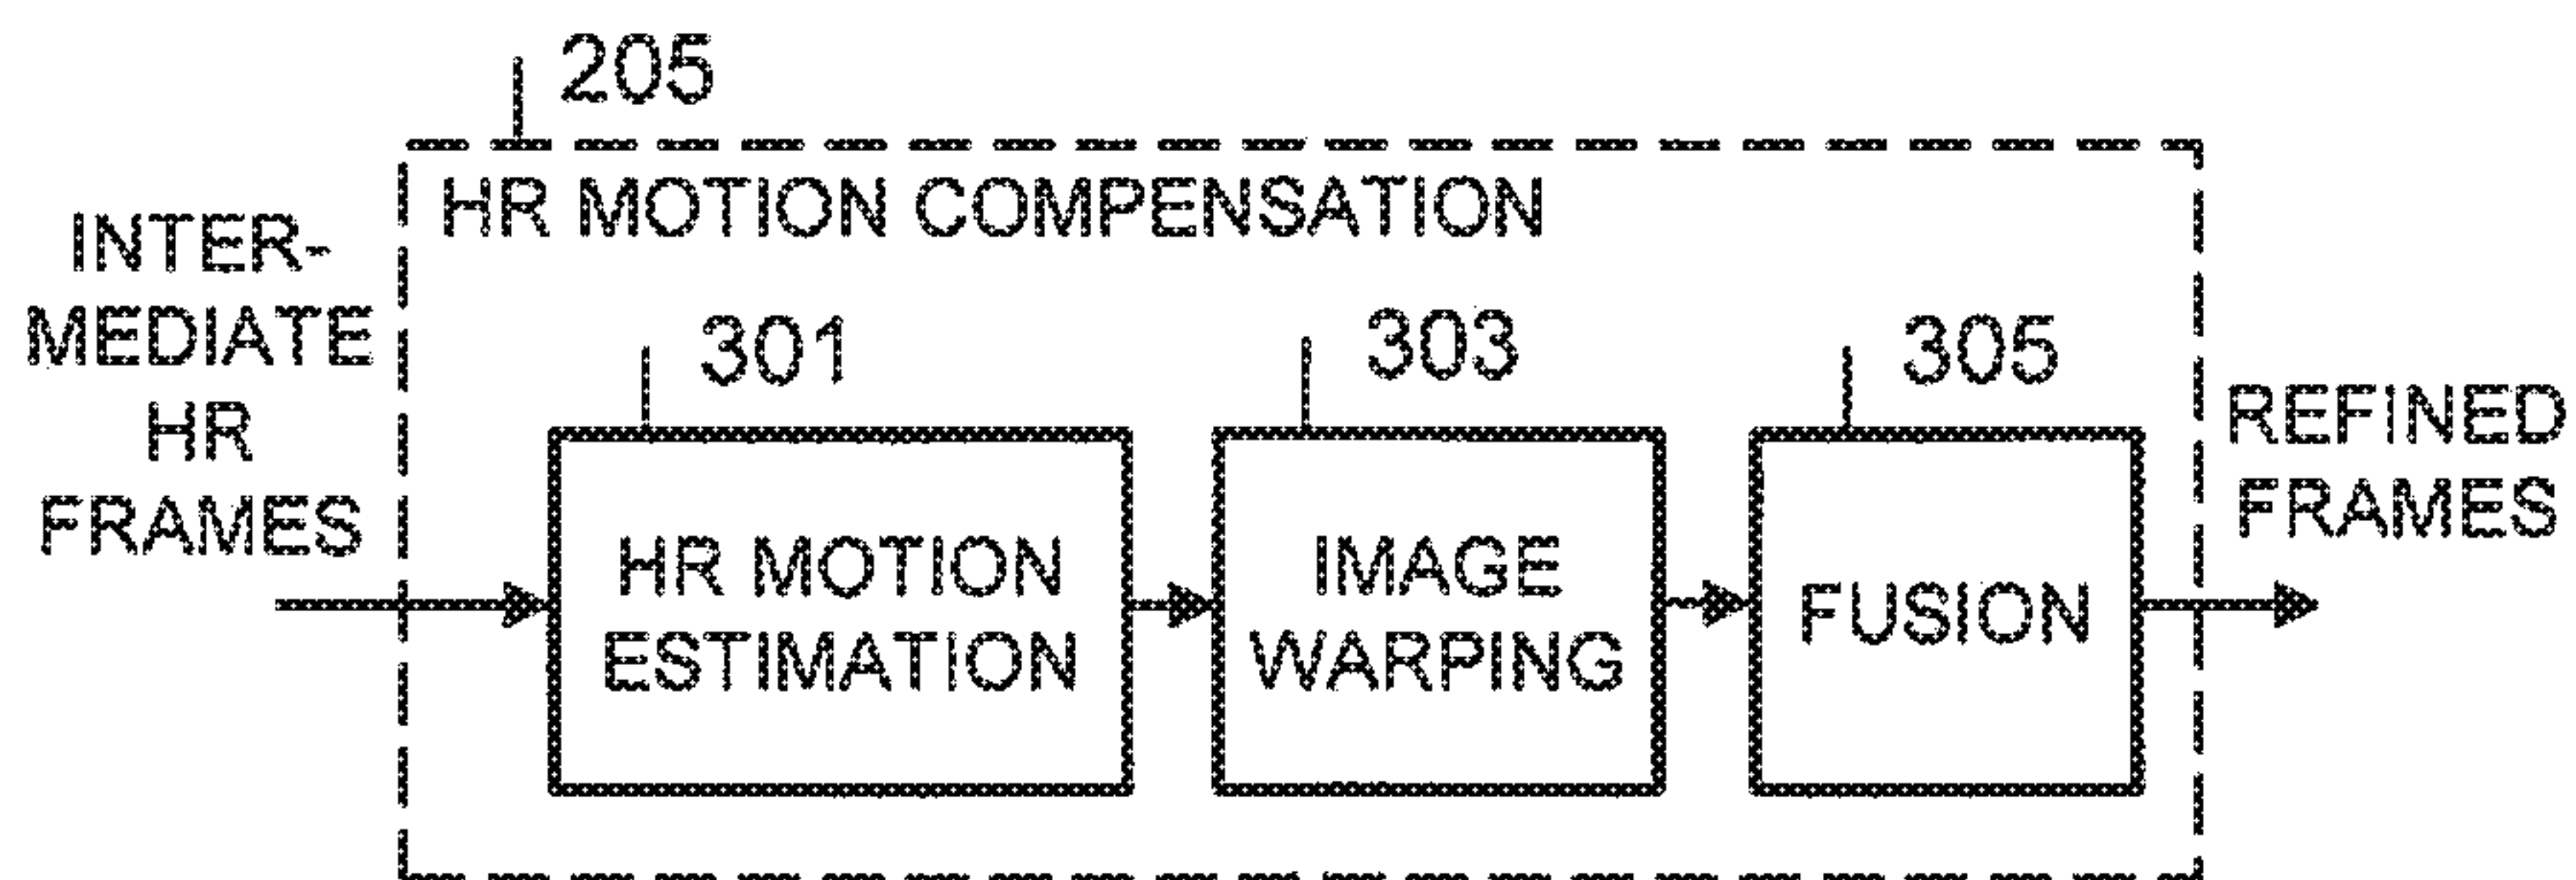 205
HR MOTION COMPENSATION
INTER-
MEDIATE
HR
FRAMES
301
HR MOTION
ESTIMATION
303
IMAGE
WARPING
305
FUSION
REFINED
FRAMES